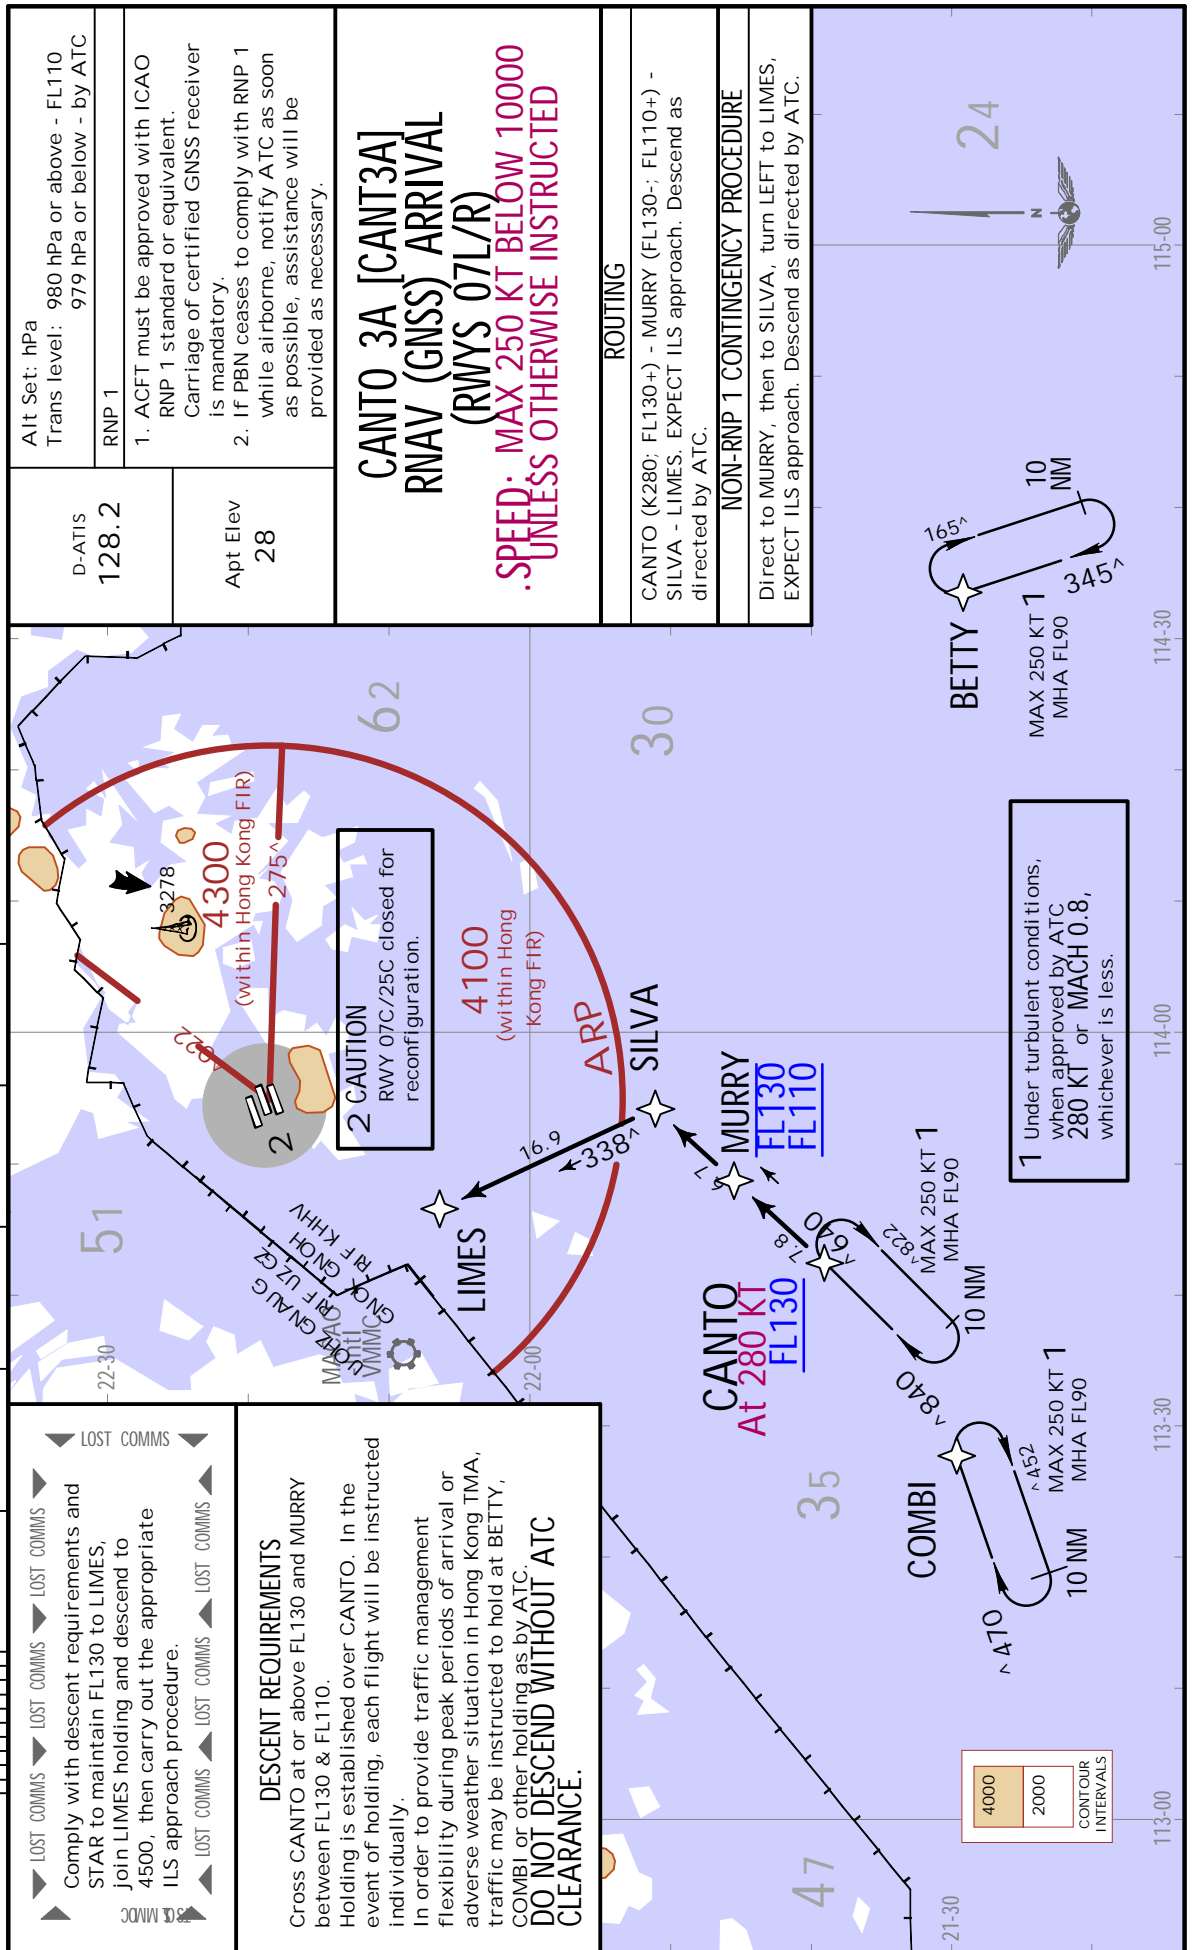 LOST COMMS LOST COMMS LOST COMMS LOST COMMS
Comply with descent requirements and
STAR to maintain FL130 to LIMES,
join LIMES holding and descend to
4500, then carry out the appropriate
ILS approach procedure.
LOST COMMS LOST COMMS LOST COMMS
DESCENT REQUIREMENTS
Cross CANTO at or above FL130 and MURRY
between FL130 & FL110.
Holding is established over CANTO. In the
event of holding, each flight will be instructed
individually.
In order to provide traffic management
flexibility during peak periods of arrival or
adverse weather situation in Hong Kong TMA,
traffic may be instructed to hold at BETTY,
COMBI or other holding as by ATC.
DO NOT DESCEND WITHOUT ATC
CLEARANCE.
D-ATIS
128.2
Apt Elev
28
Alt Set: hPa
Trans level: 980 hPa or above - FL110
979 hPa or below - by ATC
RNP 1
1. ACFT must be approved with ICAO
RNP 1 standard or equivalent.
Carriage of certified GNSS receiver
is mandatory.
2. If PBN ceases to comply with RNP 1
while airborne, notify ATC as soon
as possible, assistance will be
provided as necessary.
CANTO 3A [CANT3A]
RNAV (GNSS) ARRIVAL
(RWYS 07L/R)
.SPEED: MAX 250 KT BELOW 10000
UNLESS OTHERWISE INSTRUCTED
ROUTING
CANTO (K280; FL130+) - MURRY (FL130-; FL110+) -
SILVA - LIMES. EXPECT ILS approach. Descend as
directed by ATC.
NON-RNP 1 CONTINGENCY PROCEDURE
Direct to MURRY, then to SILVA, turn LEFT to LIMES,
EXPECT ILS approach. Descend as directed by ATC.
22-30
51
VMMC
3278
4300
(within Hong Kong FIR)
275^
022^
2
2 CAUTION
RWY 07C/25C closed for
reconfiguration.
62
4100
(within Hong
Kong FIR)
ARP
22-00
LIMES
16.9
338^
SILVA
30
MURRY
FL130
FL110
7.8
CANTO
At 280 KT
FL130
MAX 250 KT 1
MHA FL90
10 NM
COMBI
MAX 250 KT 1
MHA FL90
10 NM
35
BETTY
165^
345^
10
NM
MAX 250 KT 1
MHA FL90
1 Under turbulent conditions,
when approved by ATC
280 KT or MACH 0.8,
whichever is less.
24
N
47
21-30
4000
2000
CONTOUR
INTERVALS
113-00
113-30
114-00
114-30
115-00